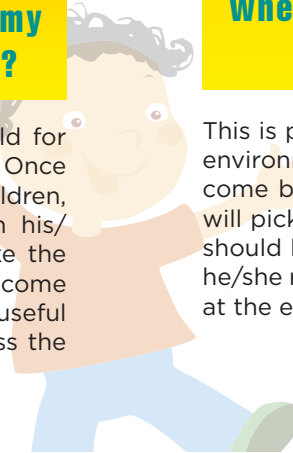 my
?
ld for
Once
ldren,
his/
the
come
useful
ss the
Whe
This is p
environ
come b
will pick
should
he/she
at the e